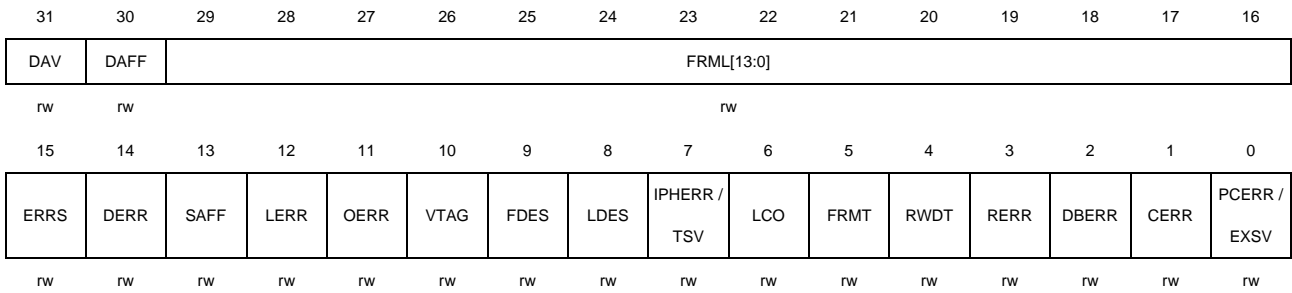 31 30 29 28 27 26 25 24 23 22 21 20 19 18 17 16
DAV DAFF FRML[13:0]
rw rw rw
15 14 13 12 11 10 9 8 7 6 5 4 3 2 1 0
ERRS DERR SAFF LERR OERR VTAG FDES LDES IPHERR / TSV LCO FRMT RWDT RERR DBERR CERR PCERR / EXSV
rw rw rw rw rw rw rw rw rw rw rw rw rw rw rw rw